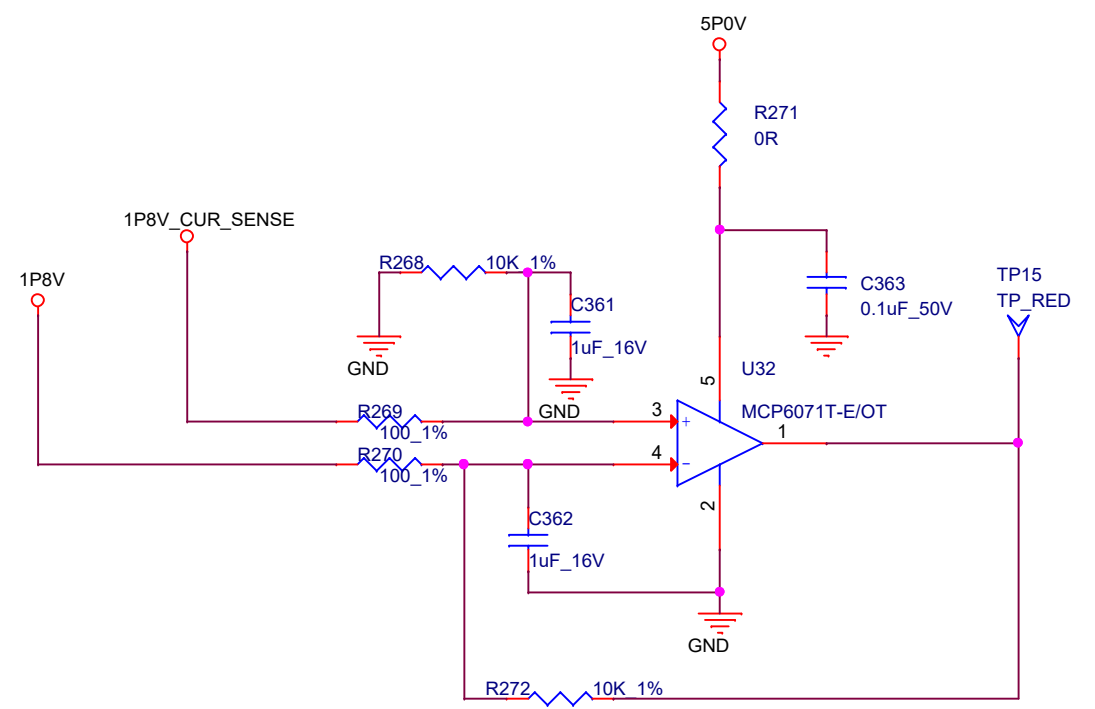 5P0V
R271
0R
1P8V_CUR_SENSE
1P8V
R268
10K_1%
C361
1uF_16V
GND
GND
C363
0.1uF_50V
TP15
TP_RED
5
U32
MCP6071T-E/OT
R269
100_1%
3
+
1
R270
100_1%
4
-
2
C362
1uF_16V
GND
R272
10K_1%